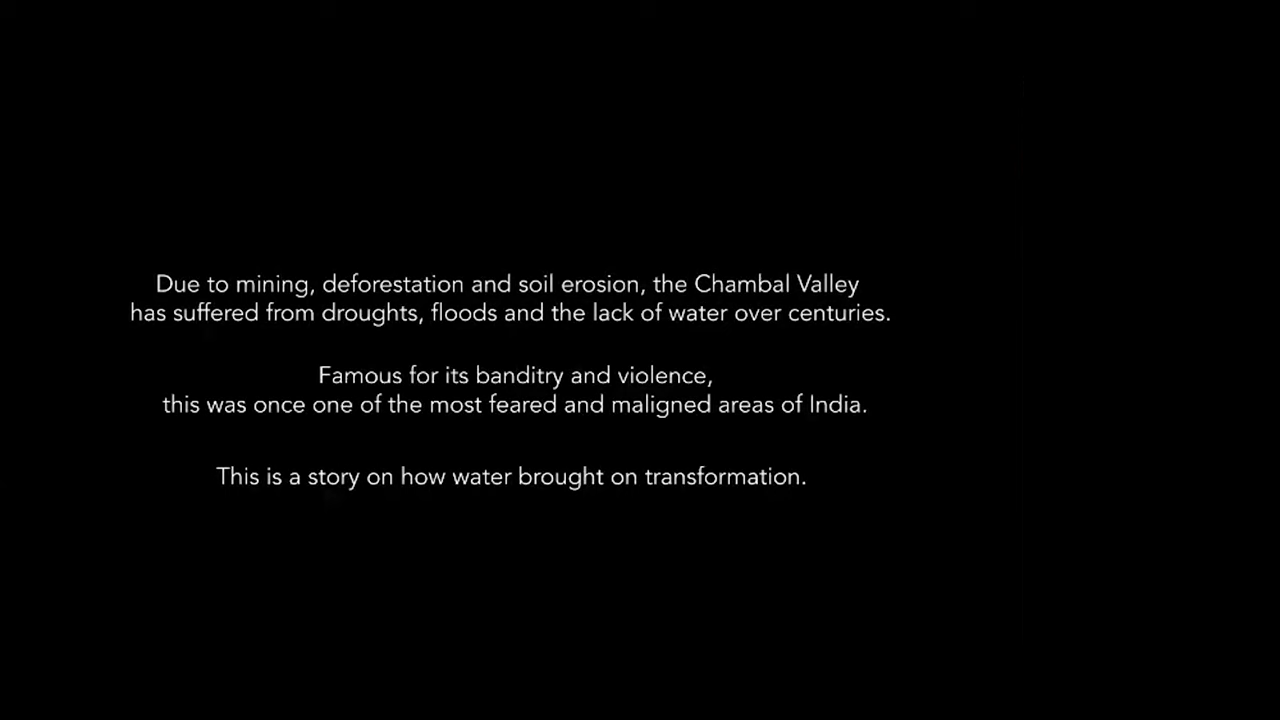 Due to mining, deforestation and soil erosion, the Chambal Valley
has suffered from droughts, floods and the lack of water over centuries.
Famous for its banditry and violence,
this was once one of the most feared and maligned areas of India.
This is a story on how water brought on transformation.